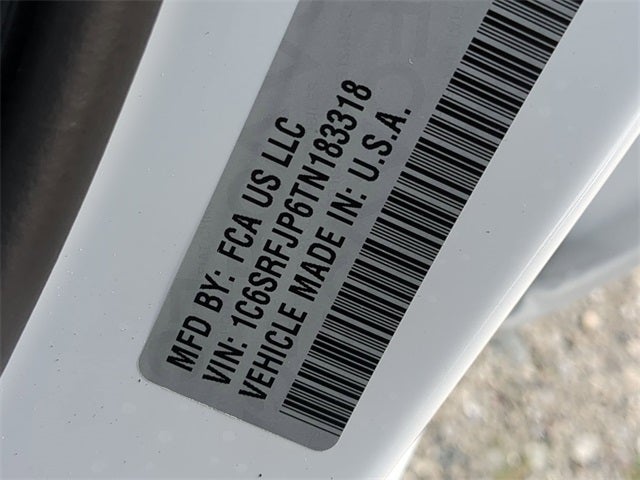 MFD BY: FCA US LLC
VIN: 1C6SRFJP6TN183318
VEHICLE MADE IN: U.S.A.